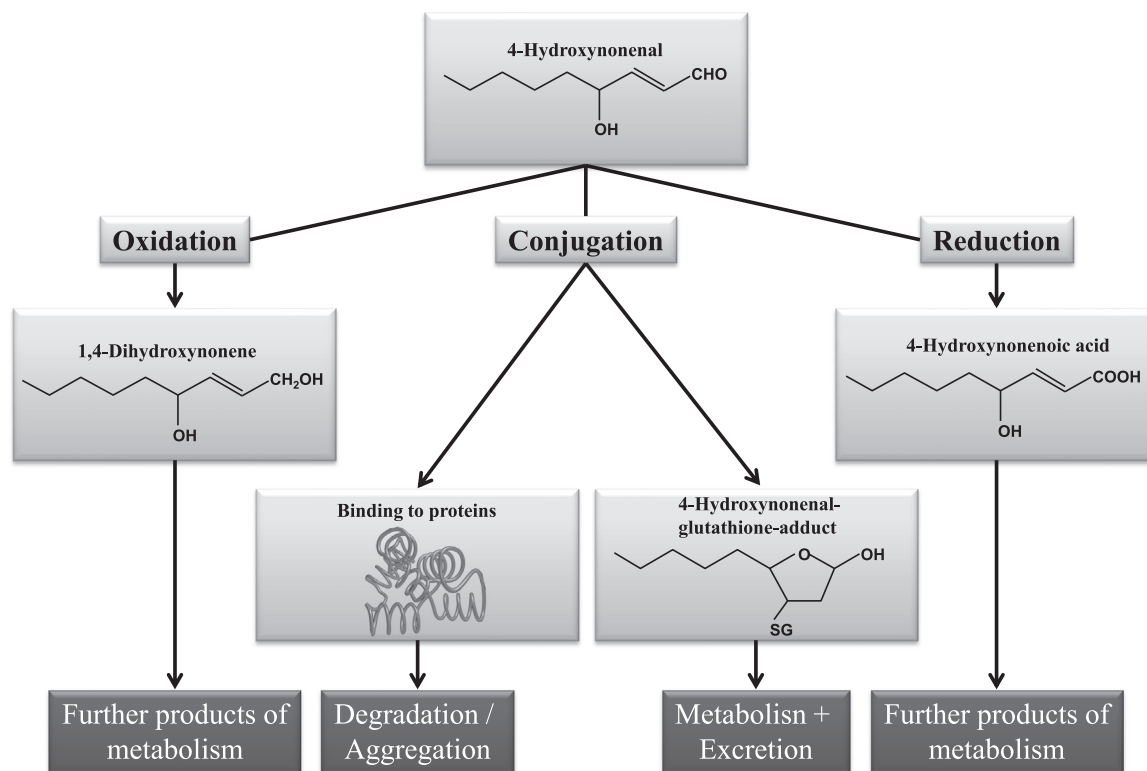 4-Hydroxynonenal
CHO
OH
Oxidation
Conjugation
Reduction
1,4-Dihydroxynonene
CH₂OH
OH
4-Hydroxynonenoic acid
COOH
OH
Binding to proteins
4-Hydroxynonenal-
glutathione-adduct
O
OH
SG
Further products of
metabolism
Degradation /
Aggregation
Metabolisn +
Excretion
Further products of
metabolism